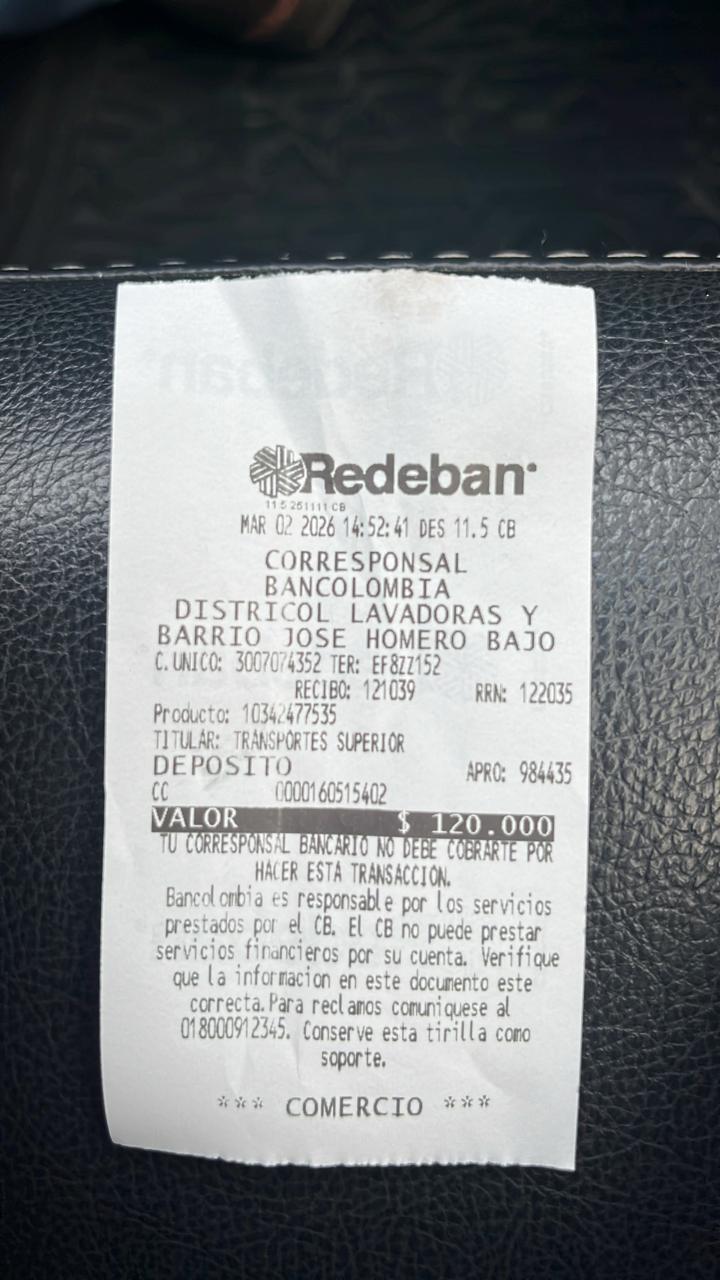 Redeban
11.5 251111 CB
MAR 02 2026 14:52:41 DES 11.5 CB
CORRESPONSAL
BANCOLOMBIA
DISTRICOL LAVADORAS Y
BARRIO JOSE HOMERO BAJO
C. UNICO: 3007074352 TER: EF8ZZ152
RECIBO: 121039 RRN: 122035
Producto: 10342477535
TITULAR: TRANSPORTES SUPERIOR
DEPOSITO APRO: 984435
CC 0000160515402
VALOR $ 120.000
TU CORRESPONSAL BANCARIO NO DEBE COBRARTE POR
HACER ESTA TRANSACCION.
Bancolombia es responsable por los servicios
prestados por el CB. El CB no puede prestar
servicios financieros por su cuenta. Verifique
que la informacion en este documento este
correcta.Para reclamos comuniquese al
018000912345. Conserve esta tirilla como
soporte.
*** COMERCIO ***